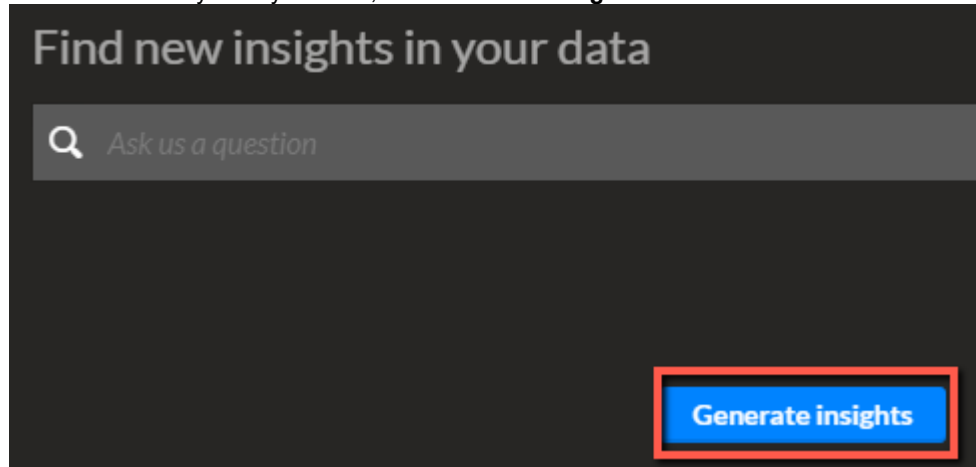 Find new insights in your data
Ask us a question
Generate insights